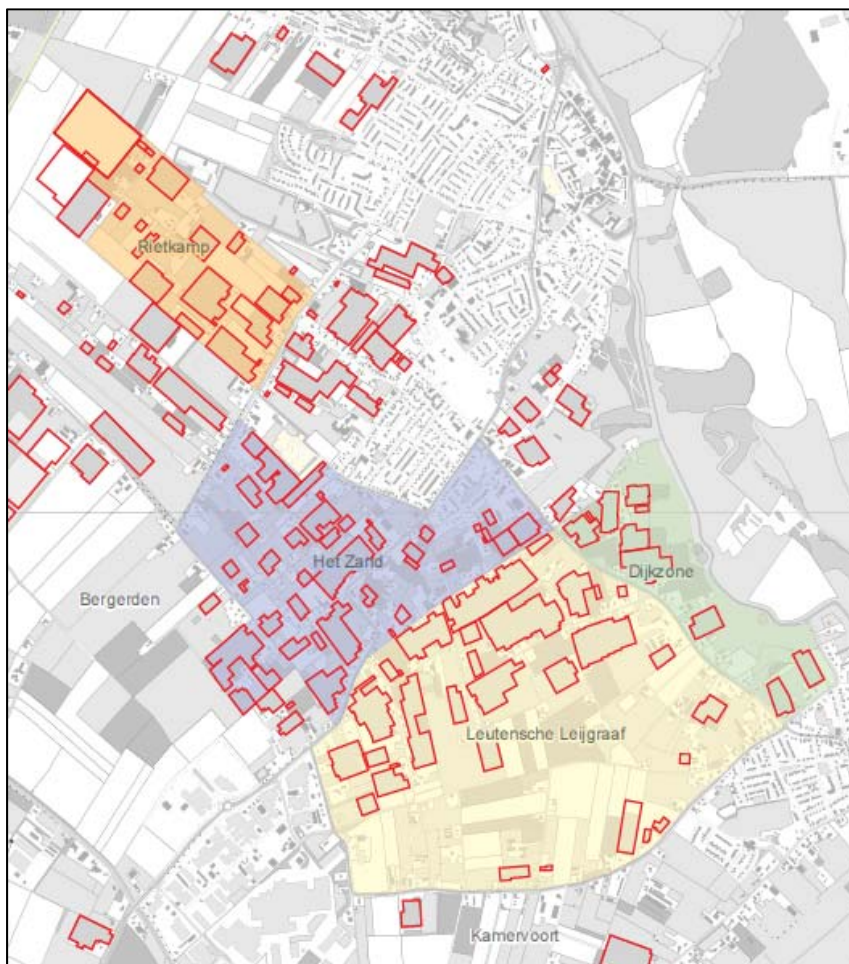 Rietkamp
Het Zand
Dijkzone
Bergerden
Leutensche Leijgraaf
Kamervoort